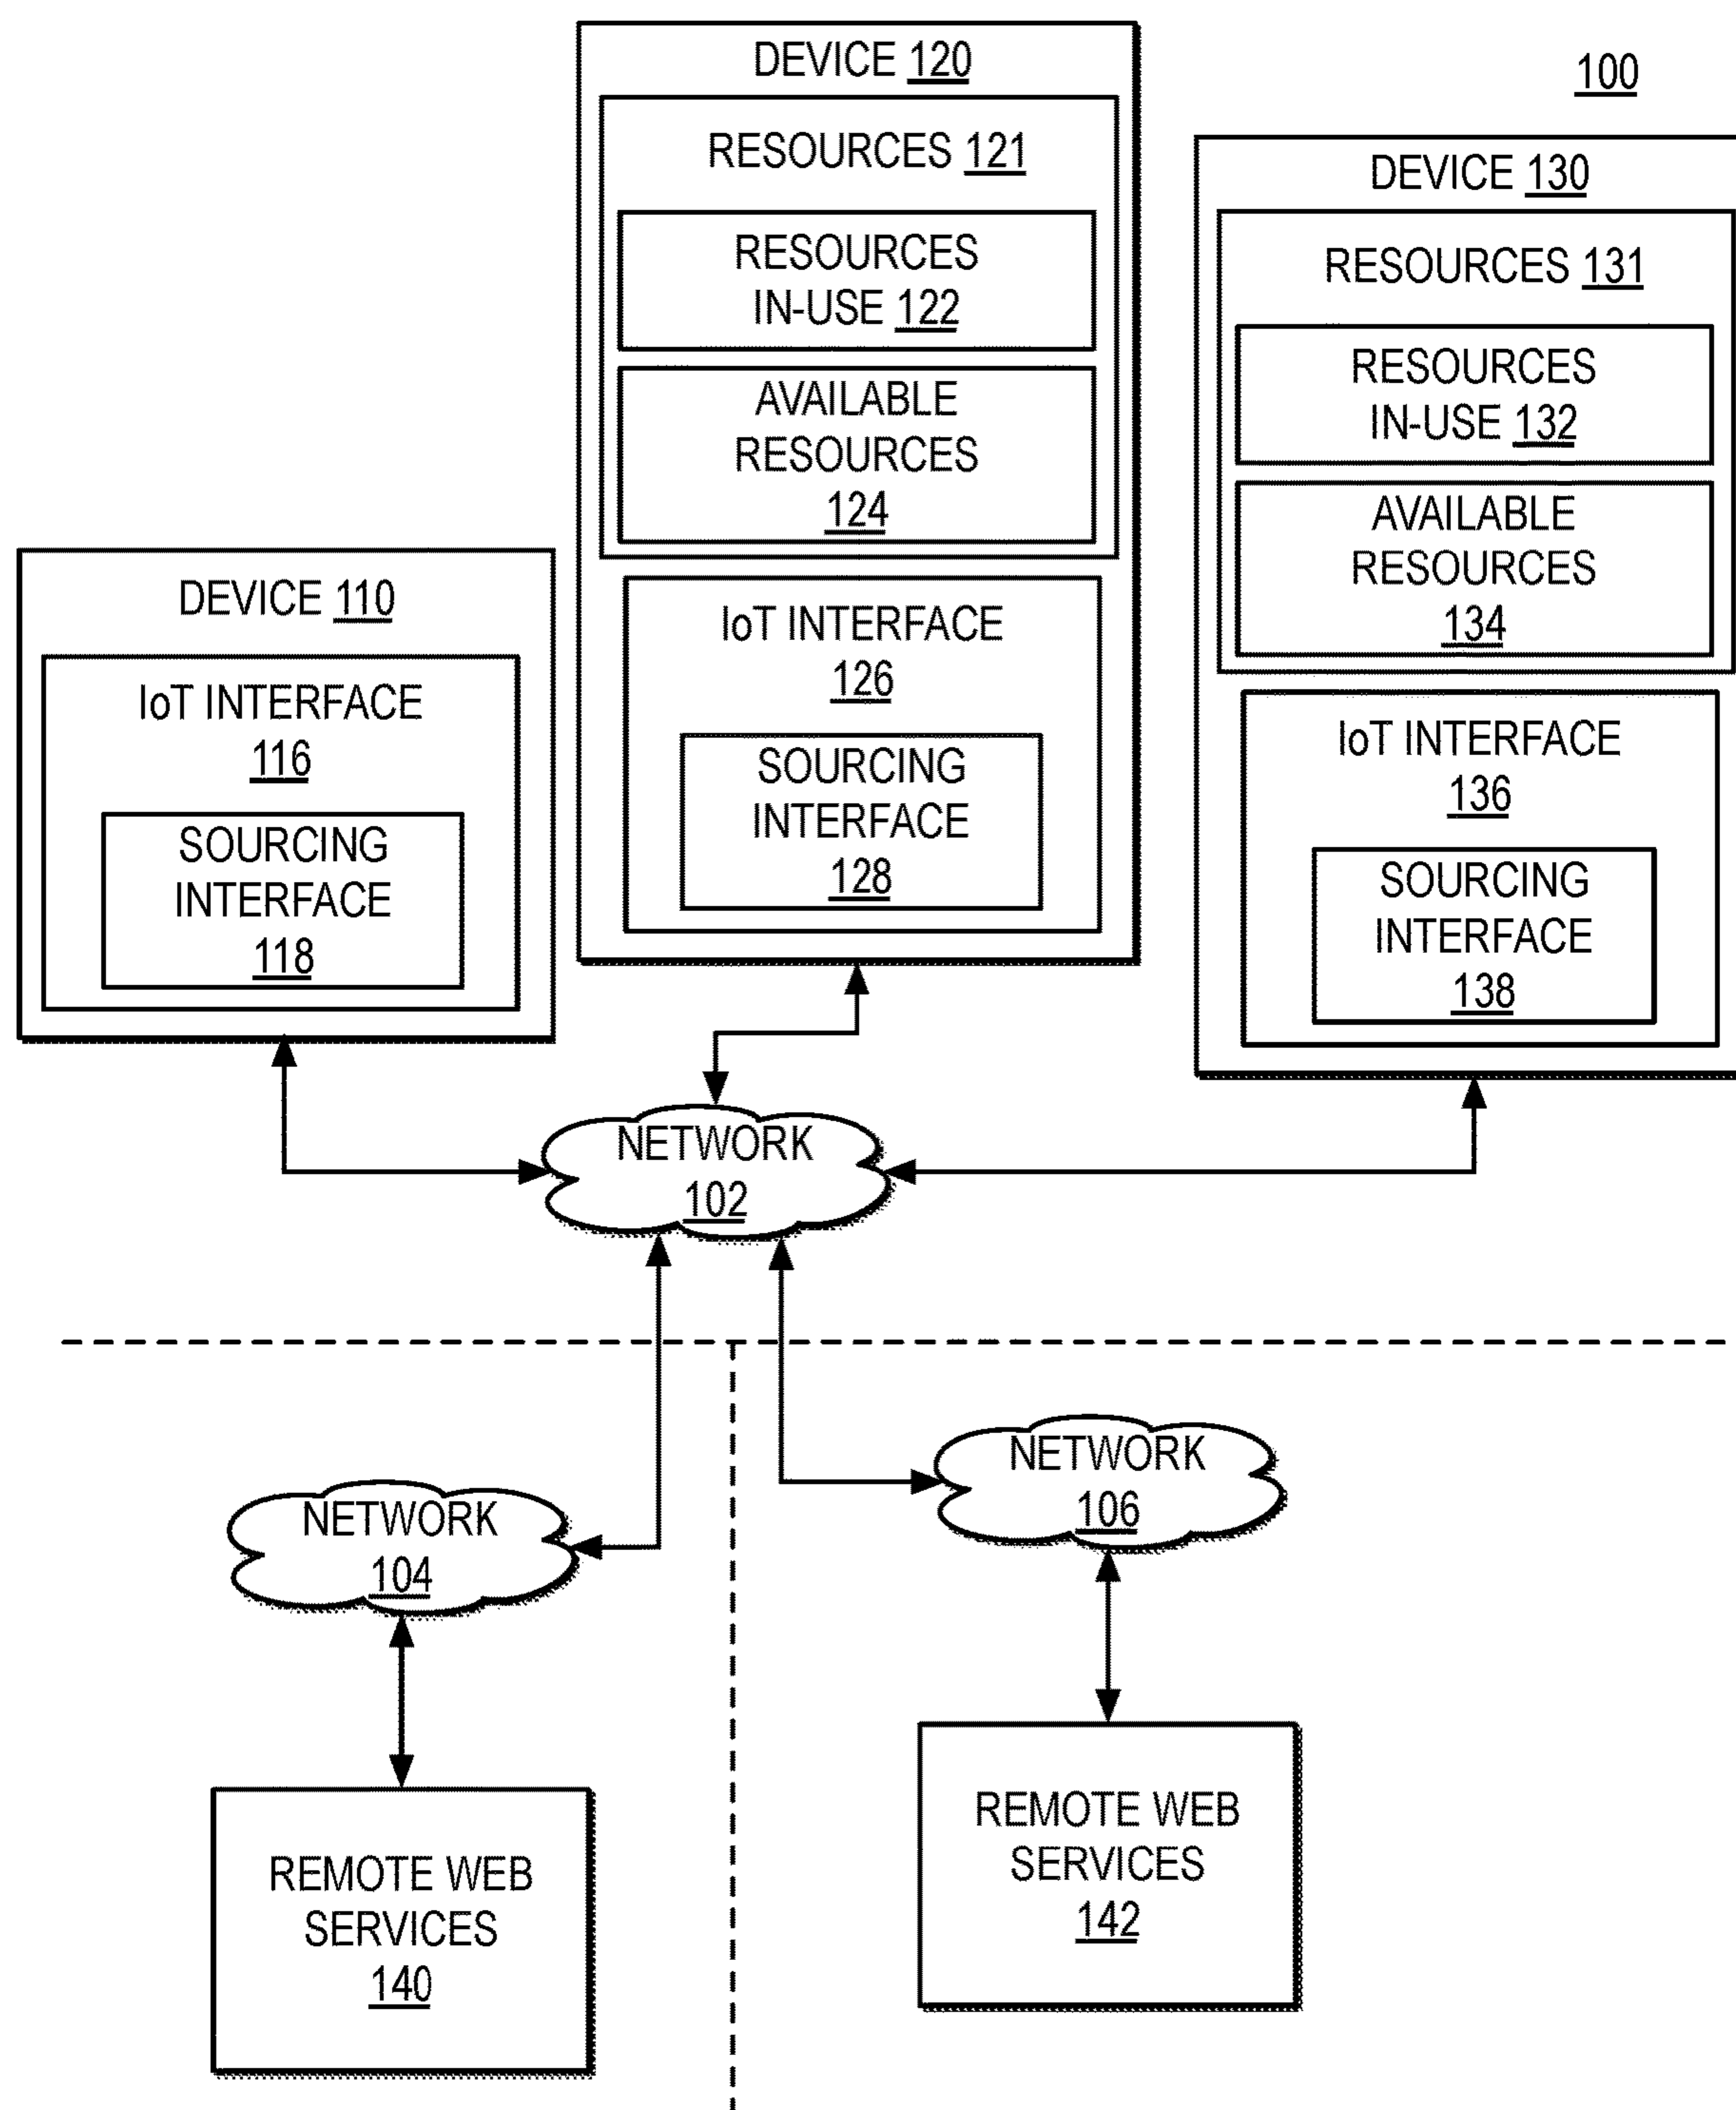 100
DEVICE 120
RESOURCES 121
RESOURCES
IN-USE 122
AVAILABLE
RESOURCES
124
IoT INTERFACE
126
SOURCING
INTERFACE
128
DEVICE 130
RESOURCES 131
RESOURCES
IN-USE 132
AVAILABLE
RESOURCES
134
IoT INTERFACE
136
SOURCING
INTERFACE
138
DEVICE 110
IoT INTERFACE
116
SOURCING
INTERFACE
118
NETWORK
102
NETWORK
104
NETWORK
106
REMOTE WEB
SERVICES
140
REMOTE WEB
SERVICES
142